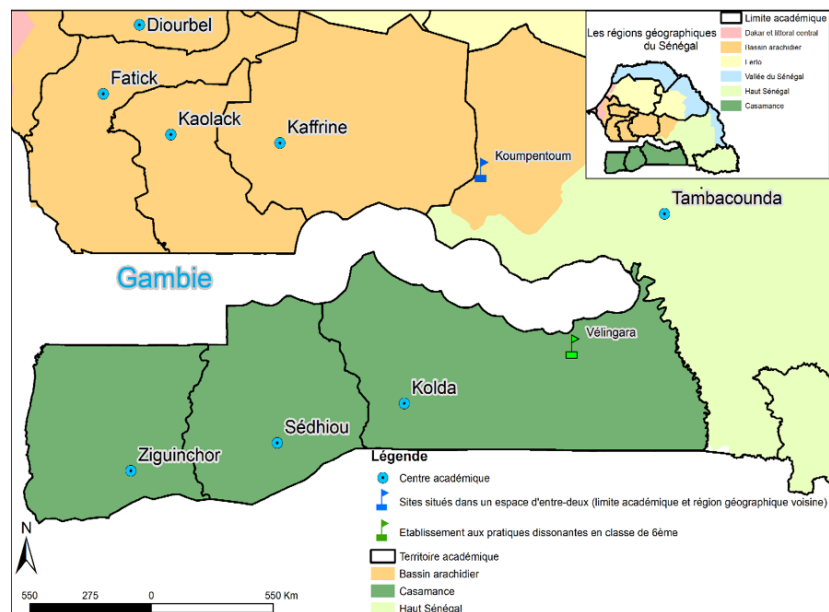 Diourbel
Fatick
Kaolack
Kaffrine
Koumpentoum
Tambacounda
Gambie
Vélingara
Kolda
Sédhiou
Ziguinchor
Les régions géographiques
du Sénégal
Limite académique
Dakar et littoral central
Bassin arachidier
Ferlo
Vallée du Sénégal
Haut Sénégal
Casamance
Légende
Centre académique
Sites situés dans un espace d'entre-deux (limite académique et région géographique voisine)
Etablissement aux pratiques dissonantes en classe de 6ème
Territoire académique
Bassin arachidier
Casamance
Haut Sénégal
N
550 275 0 550 Km